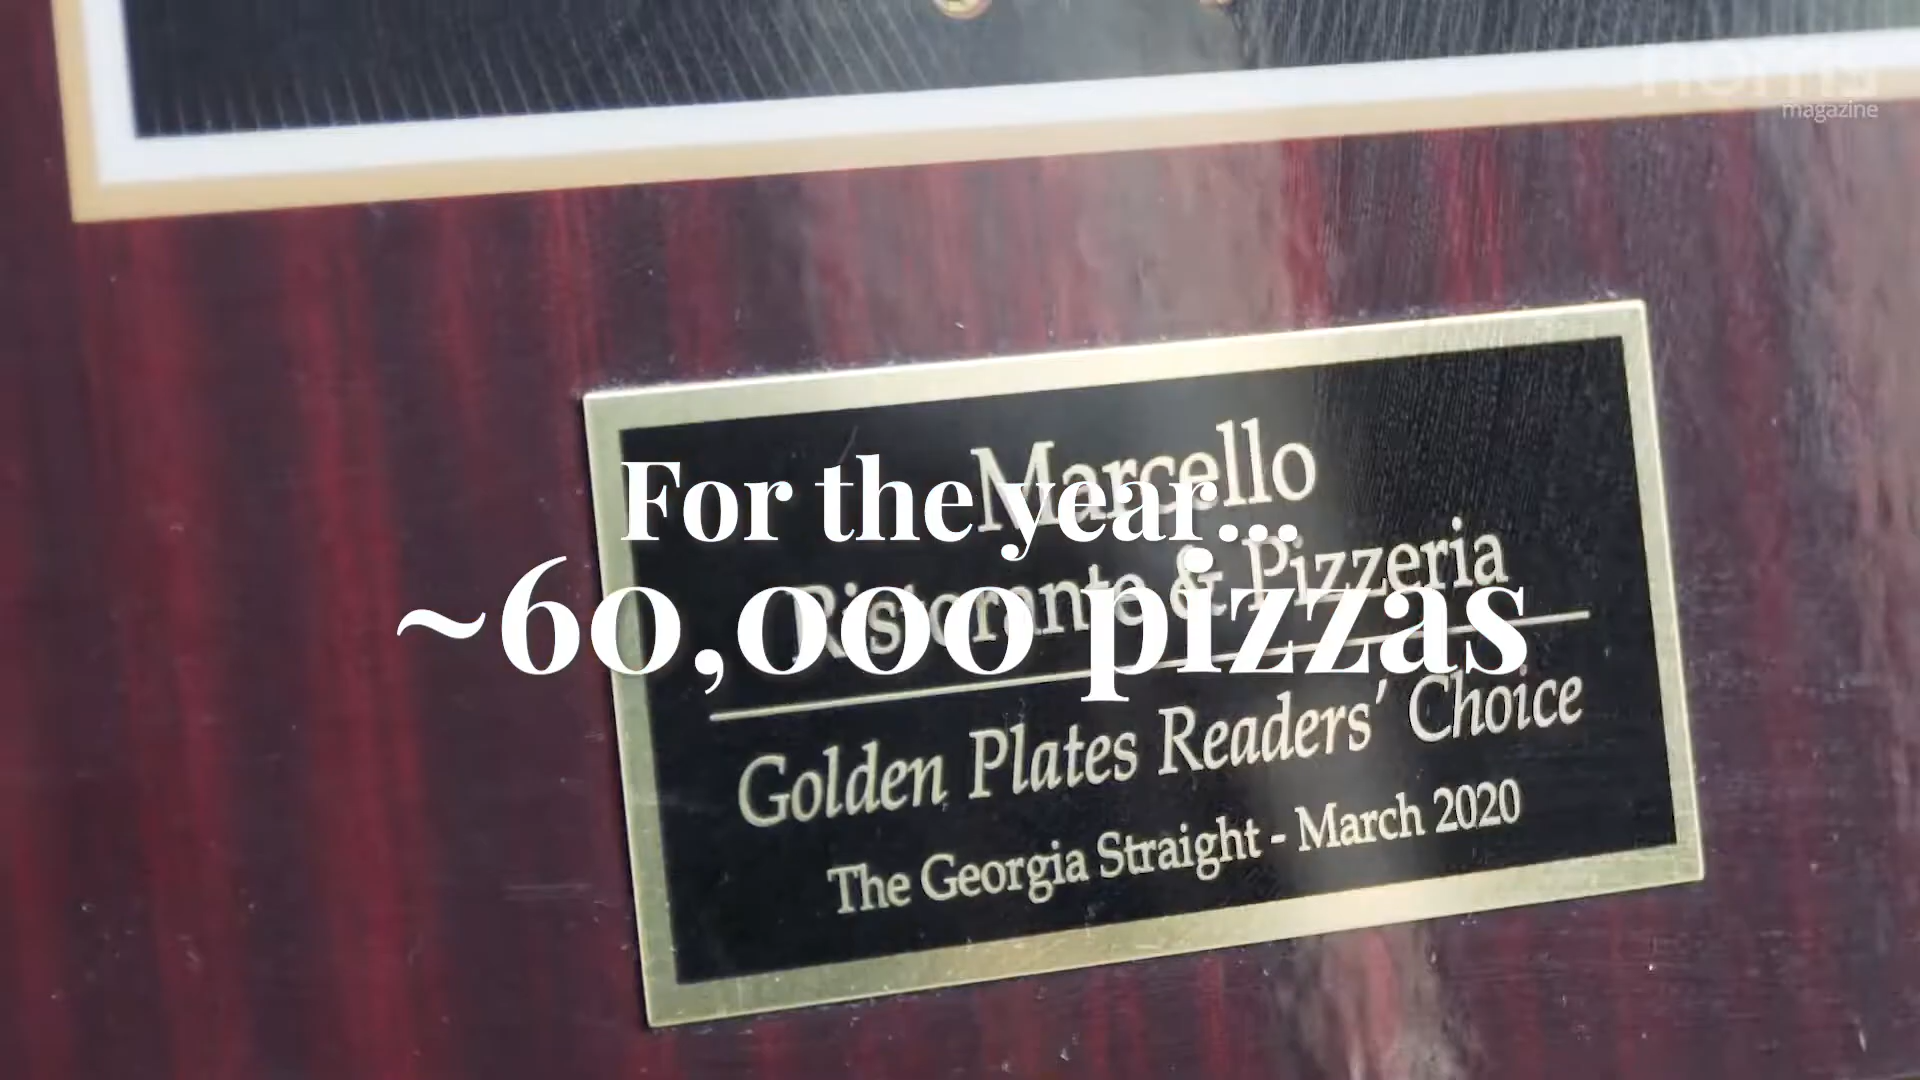 magazine
Marcello
Ristorante & Pizzeria
Golden Plates Readers' Choice
The Georgia Straight - March 2020
For the year...
~60,000 pizzas